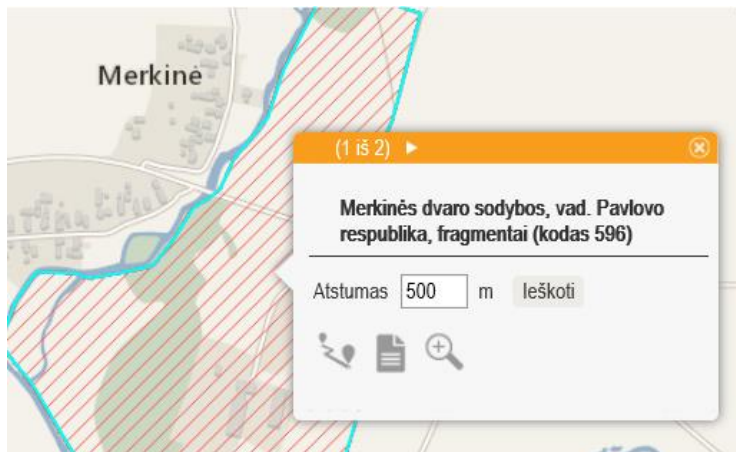 Merkinė
(1 iš 2)
Merkinės dvaro sodybos, vad. Pavlovo
respublika, fragmentai (kodas 596)
Atstumas 500 m Ieškoti